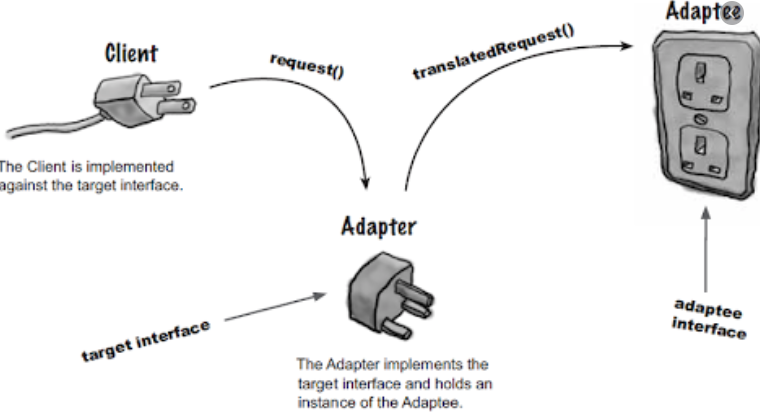 Adaptee
Client
request()
translatedRequest()
The Client is implemented
against the target interface.
Adapter
target interface
adaptee
interface
The Adapter implements the
target interface and holds an
instance of the Adaptee.